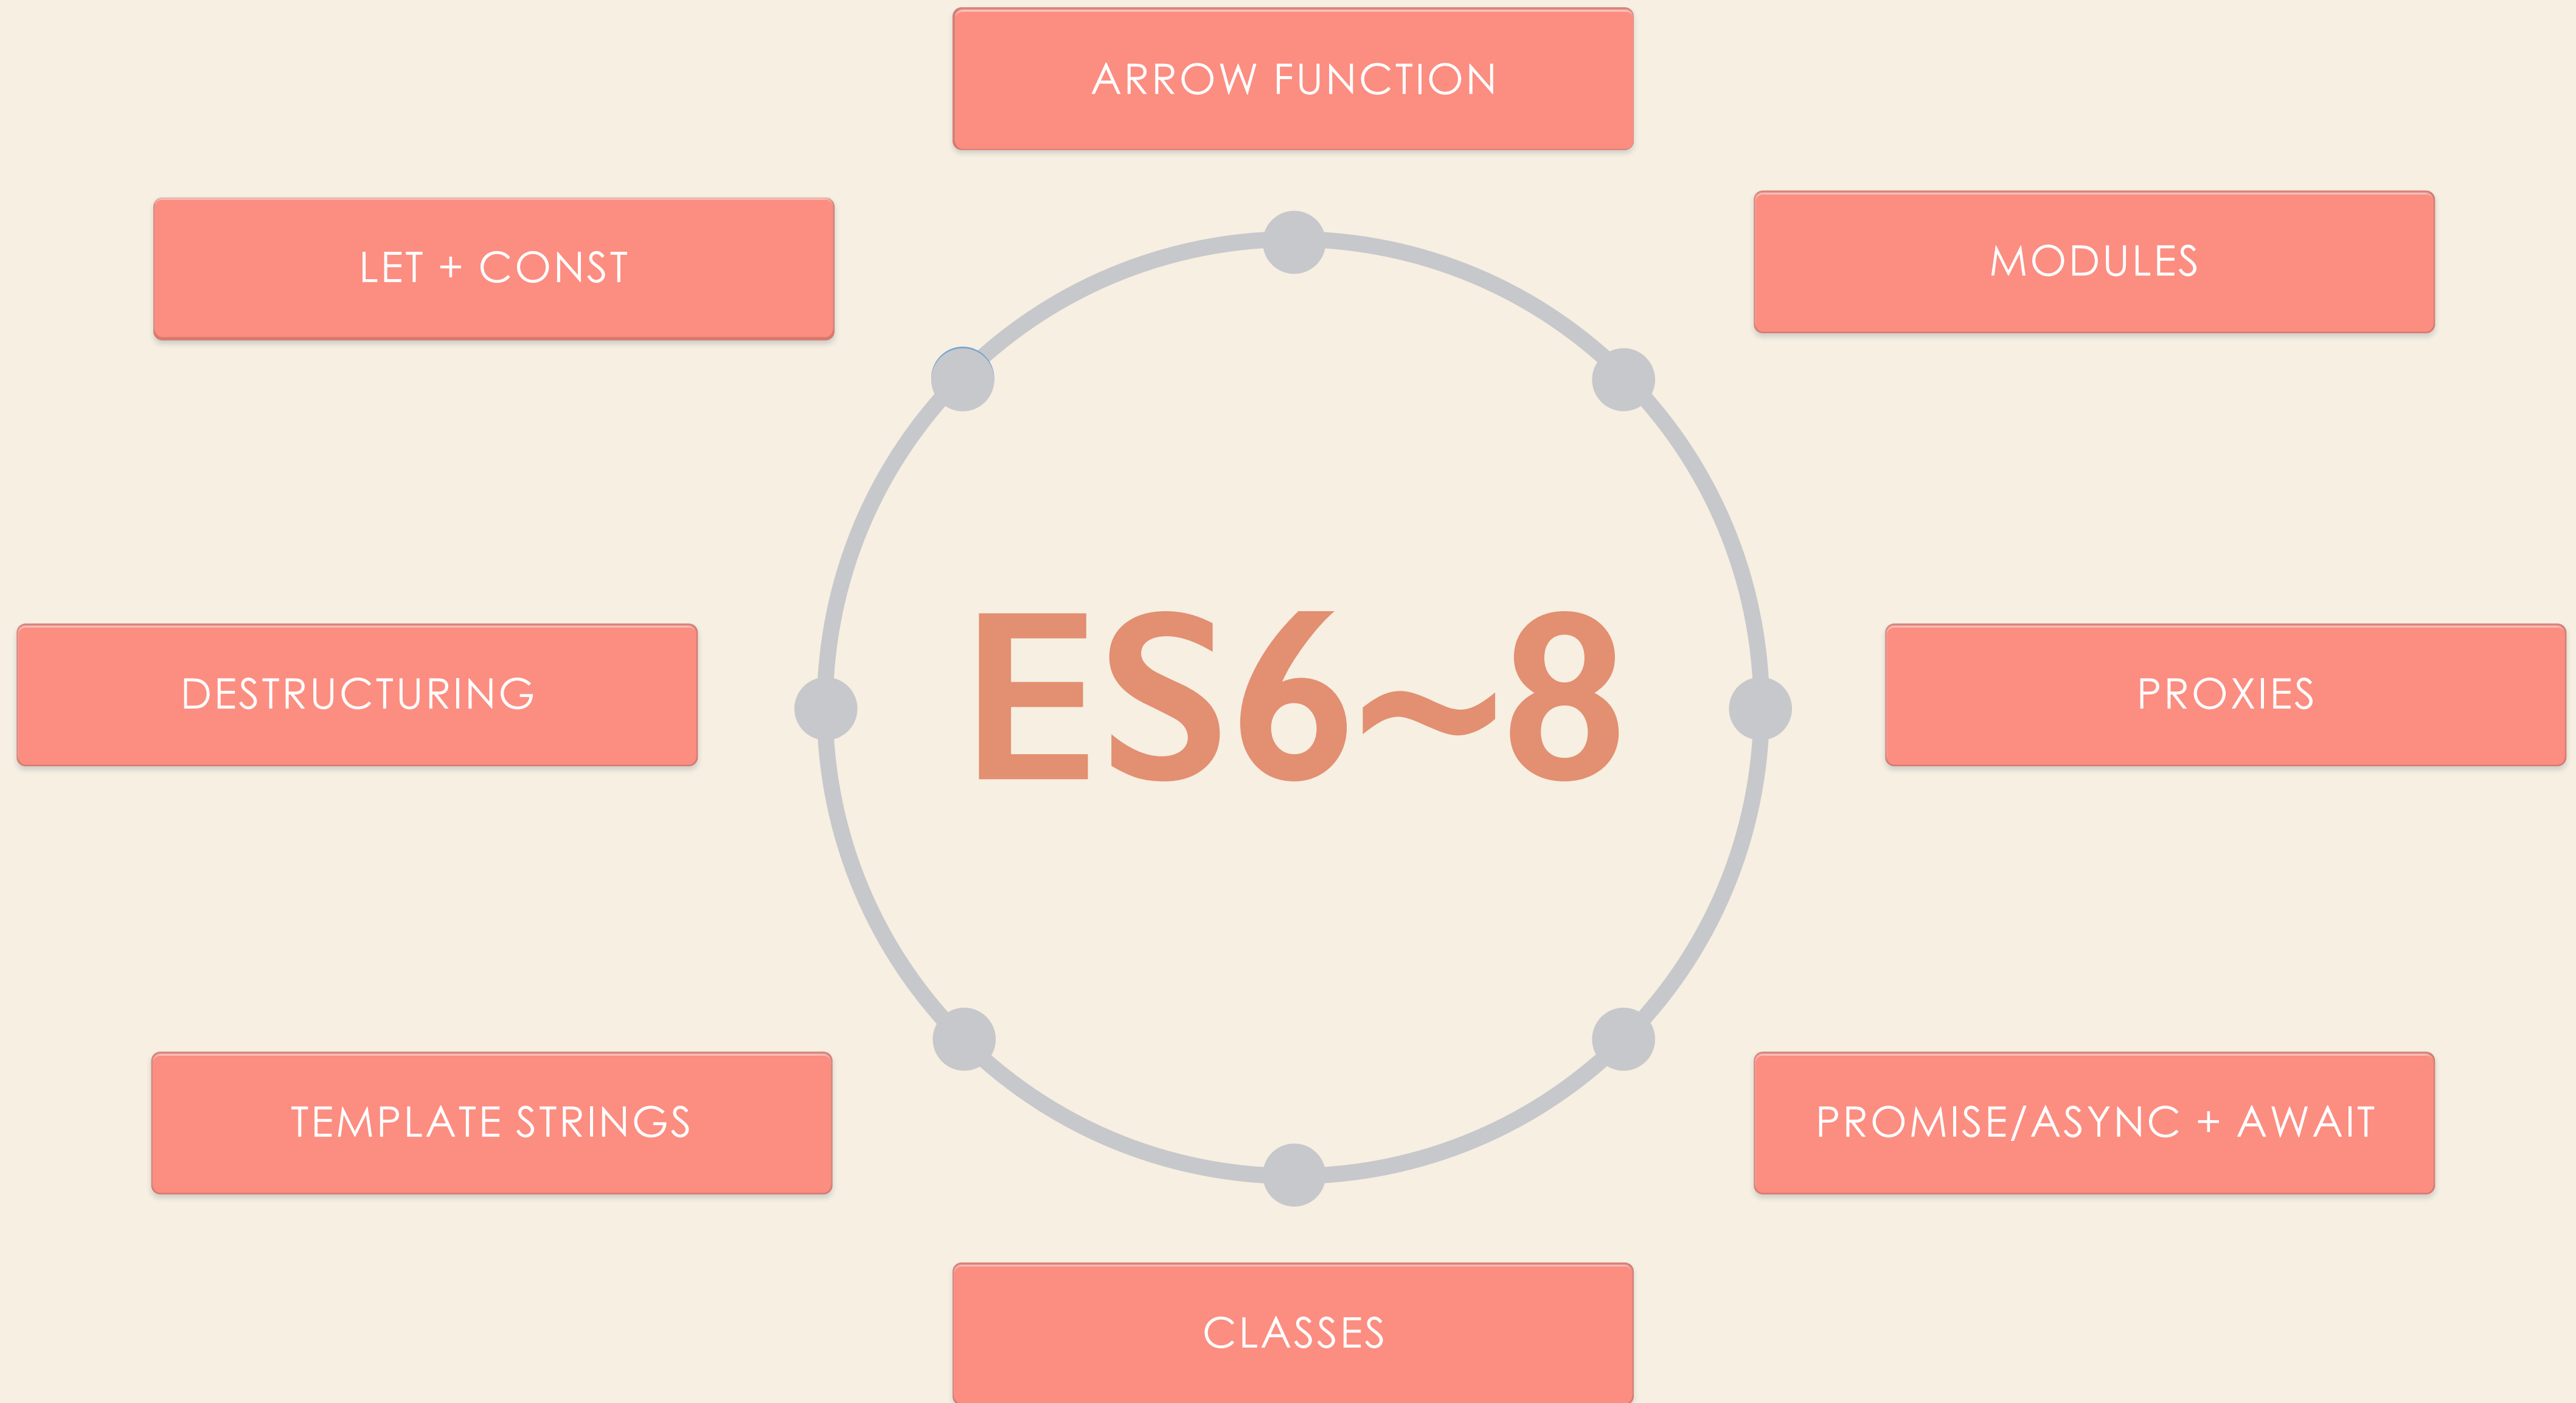 ARROW FUNCTION
LET + CONST
MODULES
DESTRUCTURING
ES6~8
PROXIES
TEMPLATE STRINGS
PROMISE/ASYNC + AWAIT
CLASSES